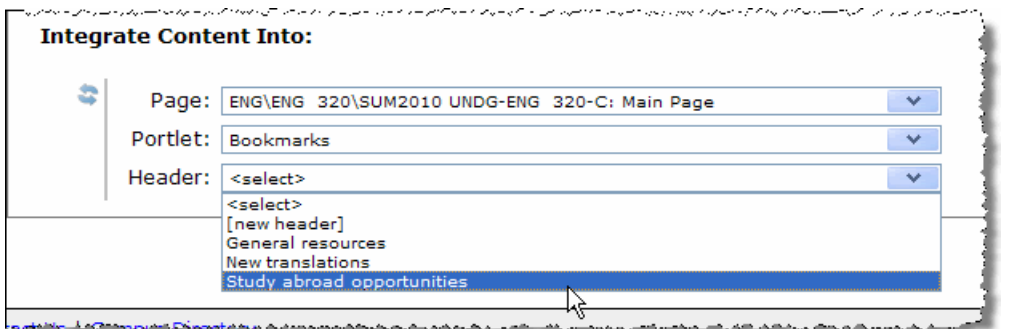 Integrate Content Into:
Page: ENG\ENG 320\SUM2010 UNDG-ENG 320-C: Main Page
Portlet: Bookmarks
Header: <select>
<select>
[new header]
General resources
New translations
Study abroad opportunities